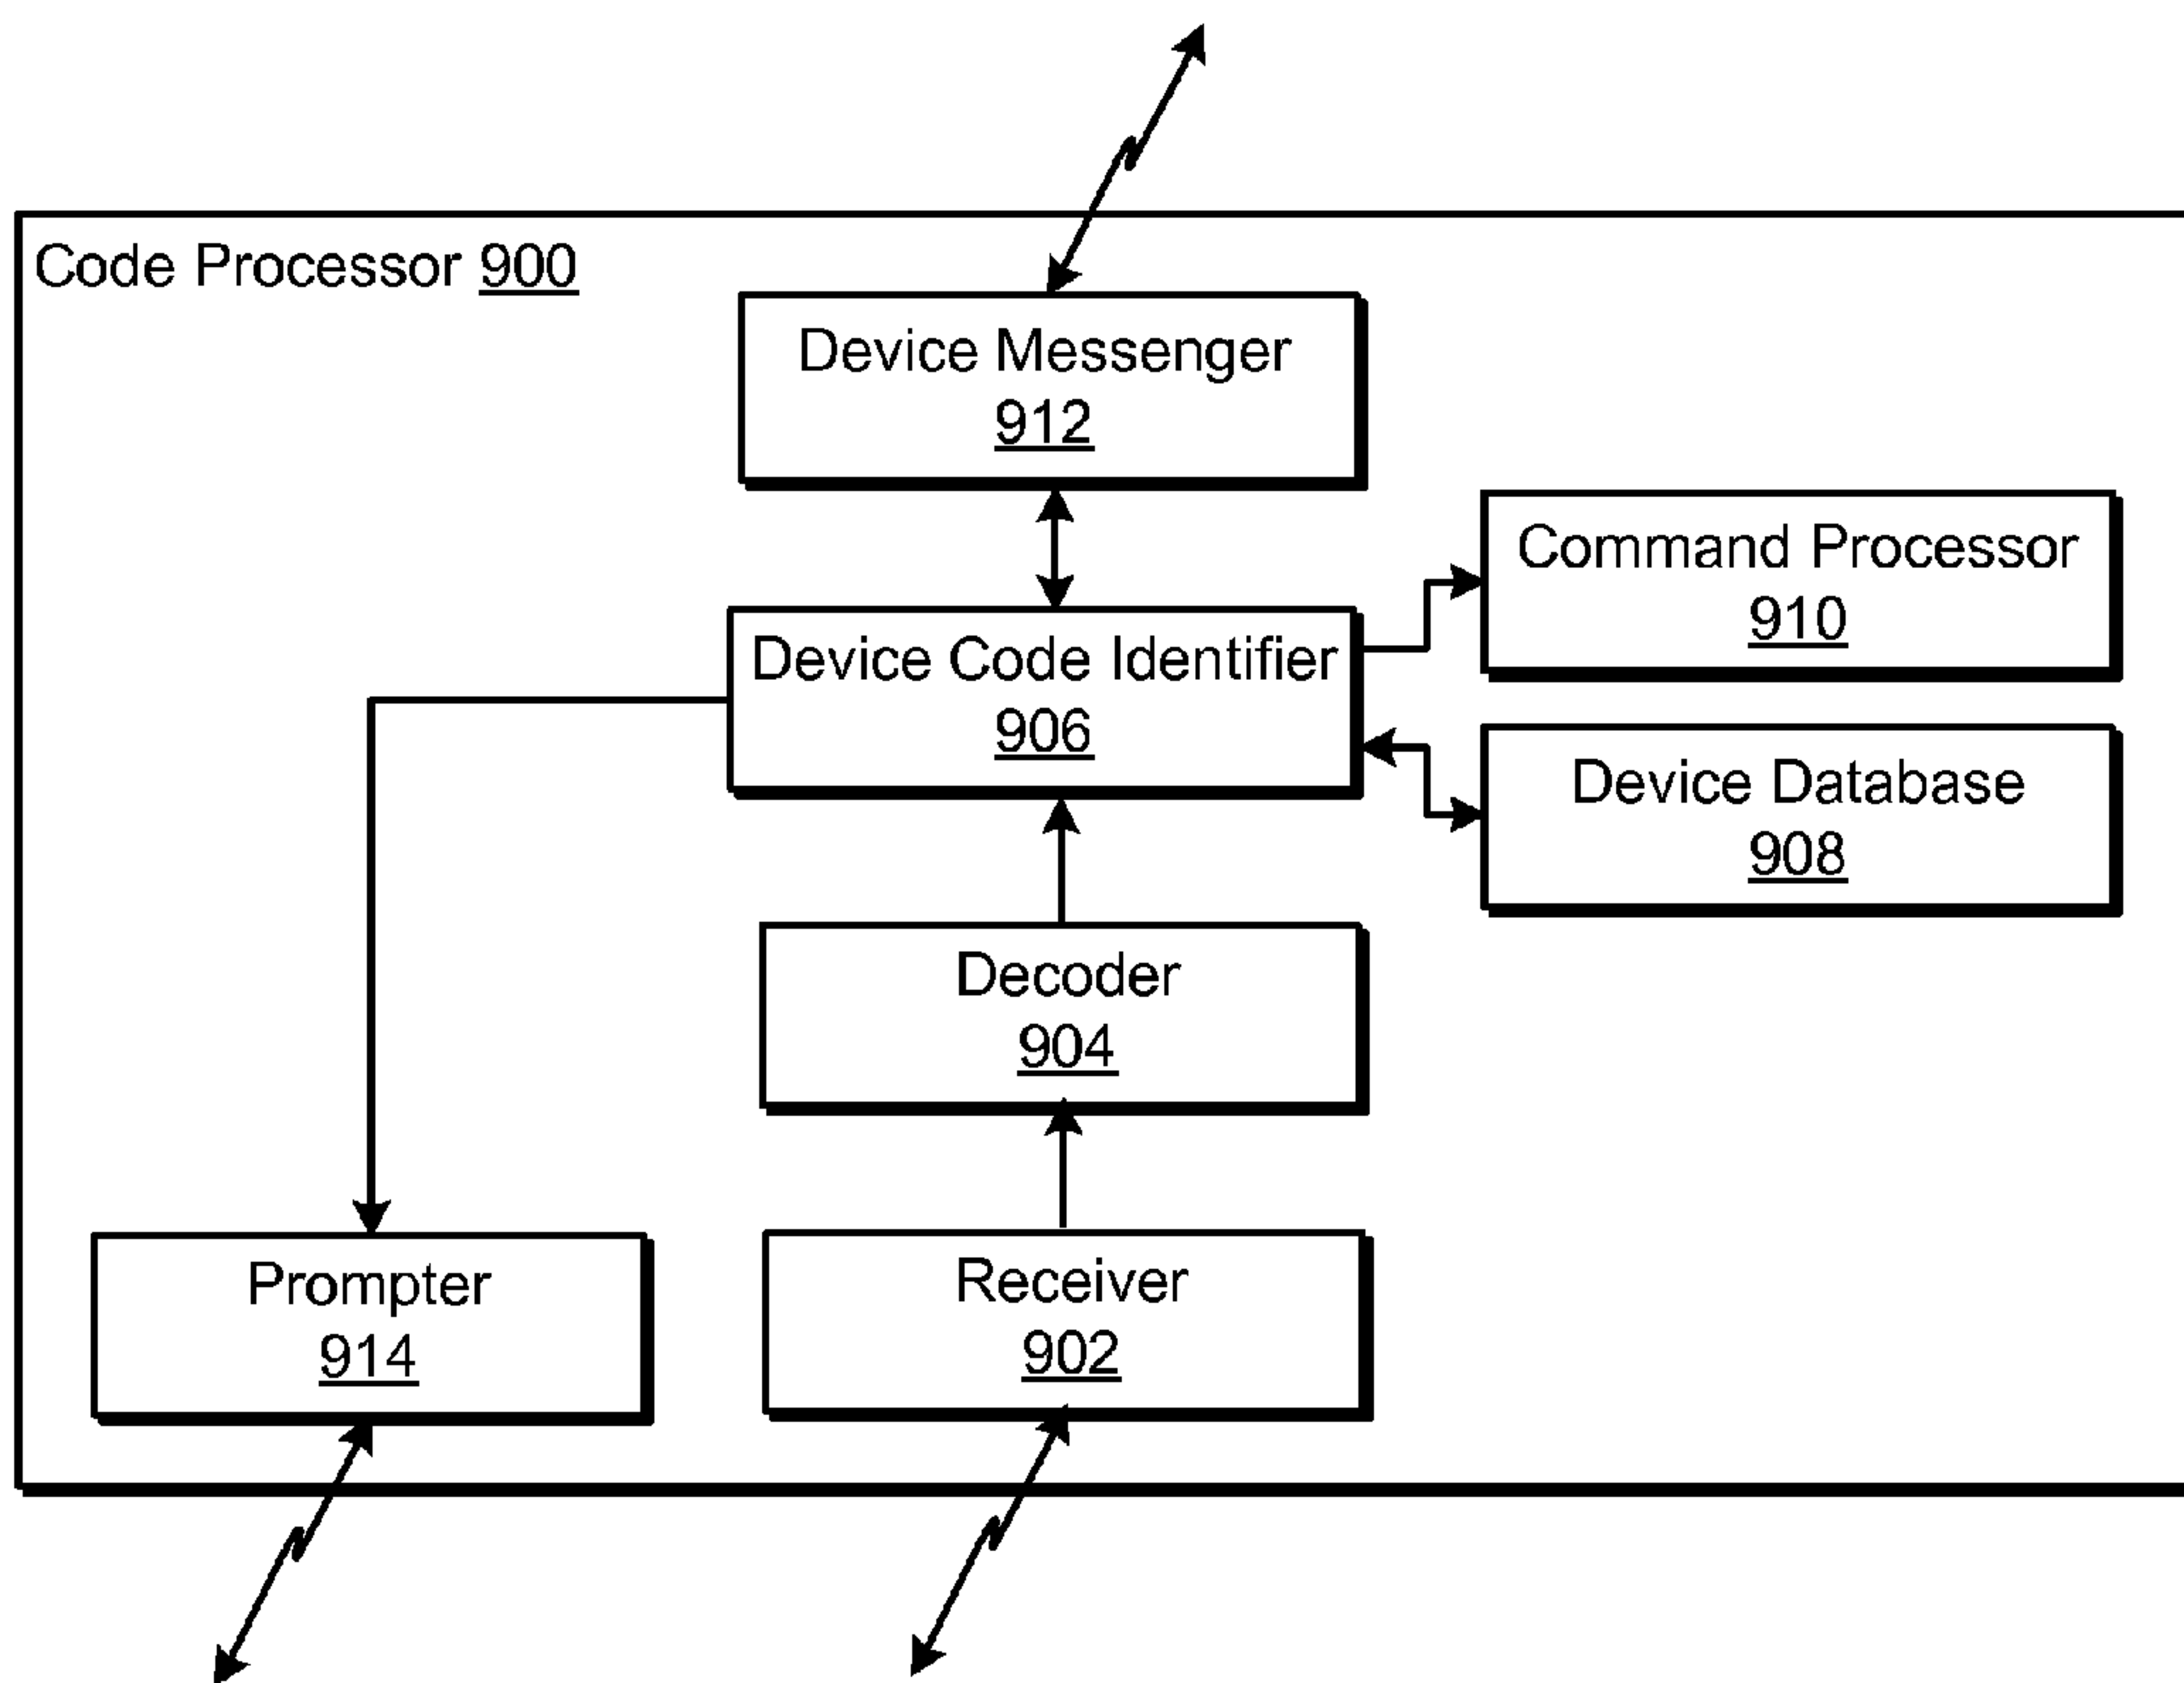 Code Processor 900
Device Messenger
912
Command Processor
910
Device Code Identifier
906
Device Database
908
Decoder
904
Prompter
914
Receiver
902